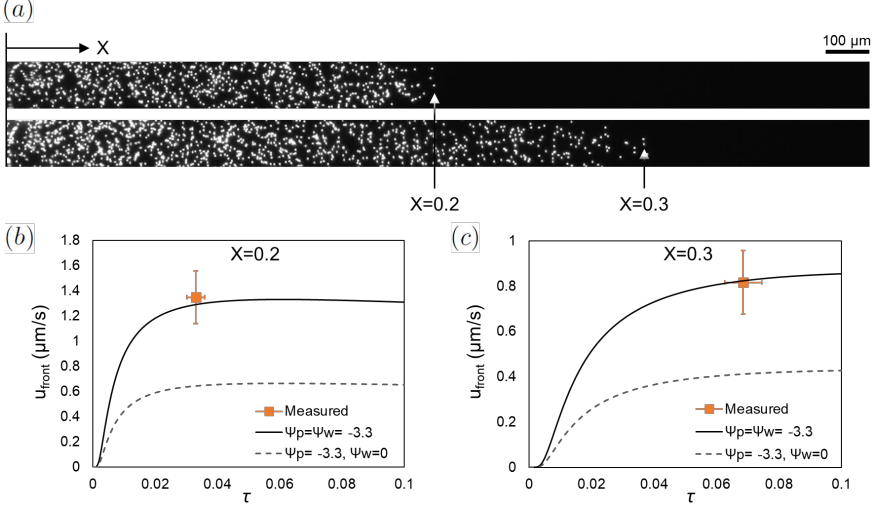 (a)
X
100 μm
X=0.2
X=0.3
(b)
X=0.2
u_front (μm/s)
1.8
1.6
1.4
1.2
1
0.8
0.6
0.4
0.2
0
Measured
Ψp=Ψw= -3.3
Ψp= -3.3, Ψw=0
0
0.02
0.04
0.06
0.08
0.1
τ
(c)
X=0.3
u_front (μm/s)
1
0.8
0.6
0.4
0.2
0
Measured
Ψp=Ψw= -3.3
Ψp= -3.3, Ψw=0
0
0.02
0.04
0.06
0.08
0.1
τ